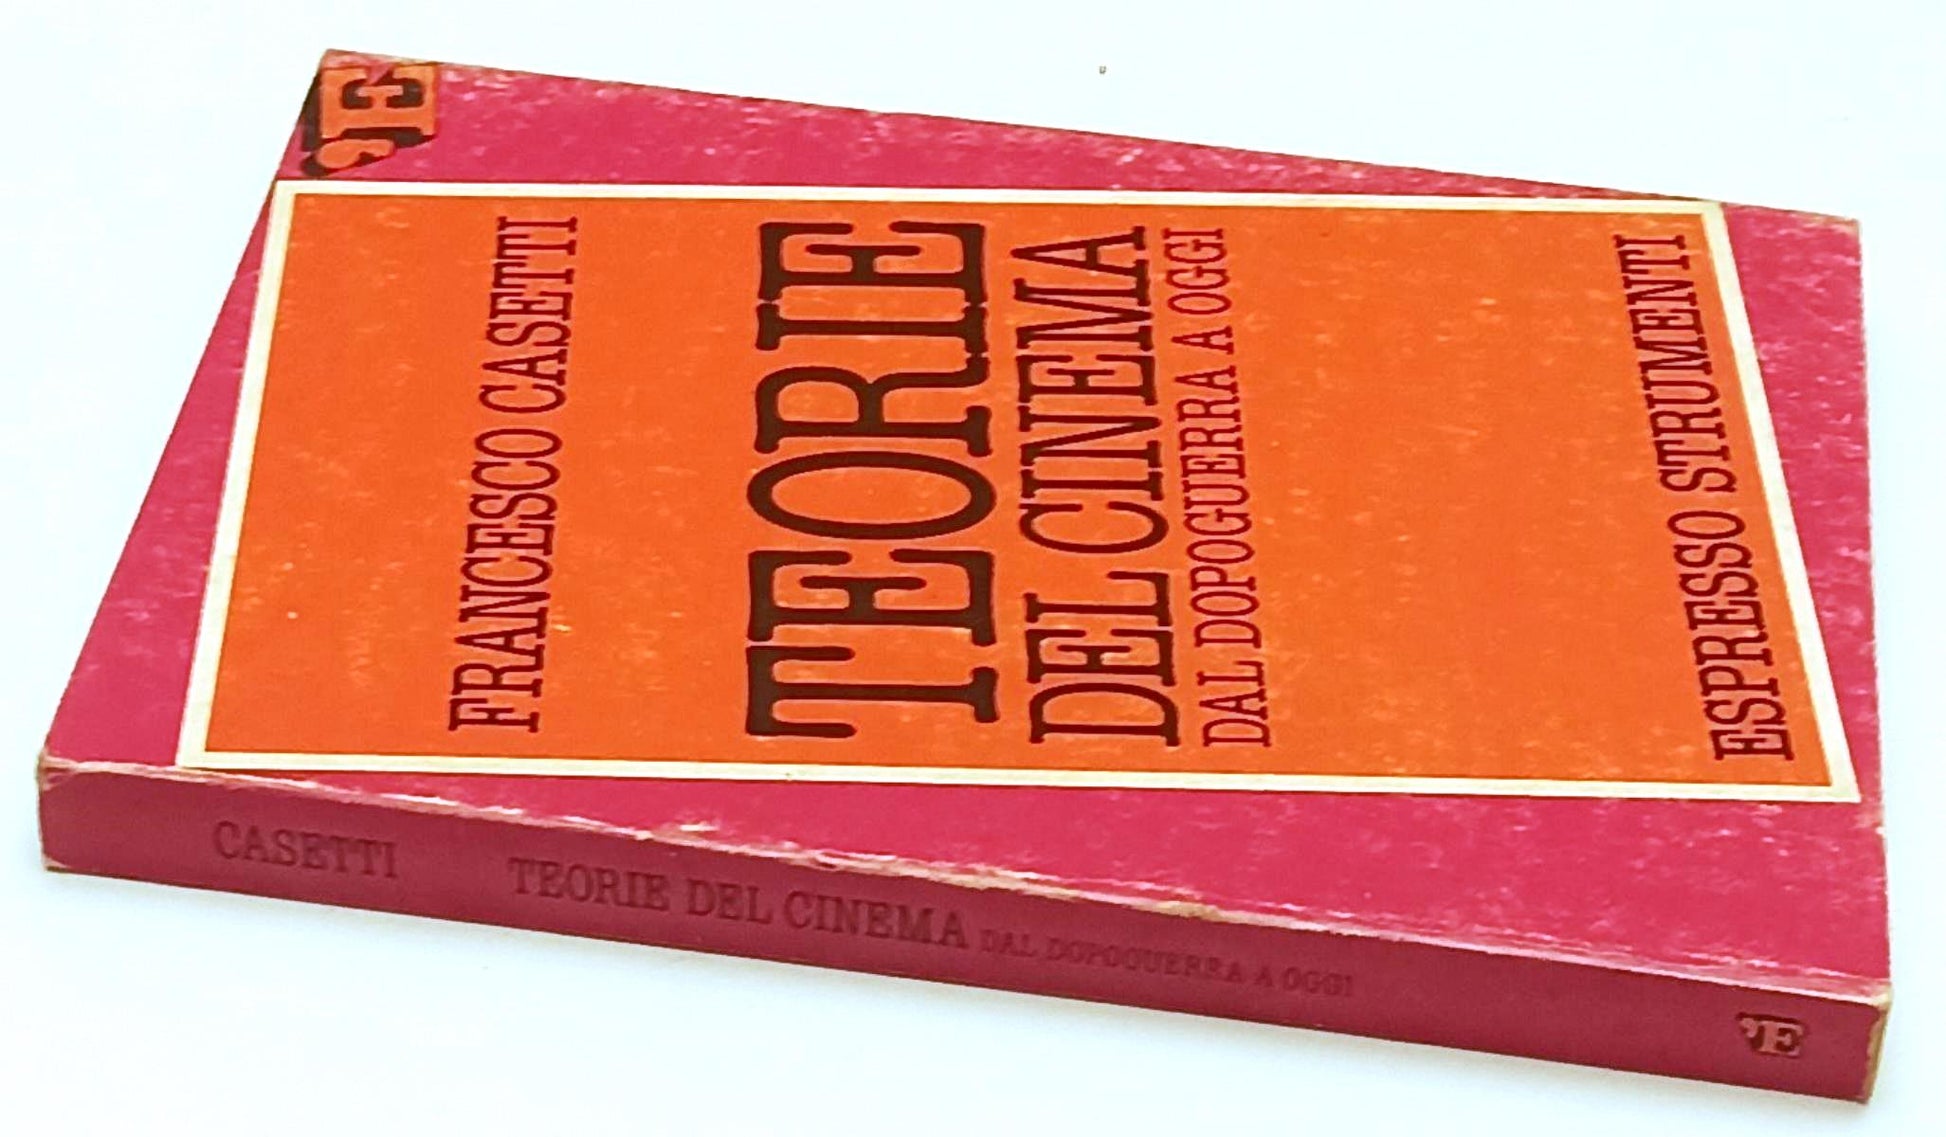 'E
FRANCESCO CASETTI
TEORIE
DEL CINEMA
DAL DOPOGUERRA A OGGI
ESPRESSO STRUMENTI
CASETTI TEORIE DEL CINEMA DAL DOPOGUERRA A OGGI 'E